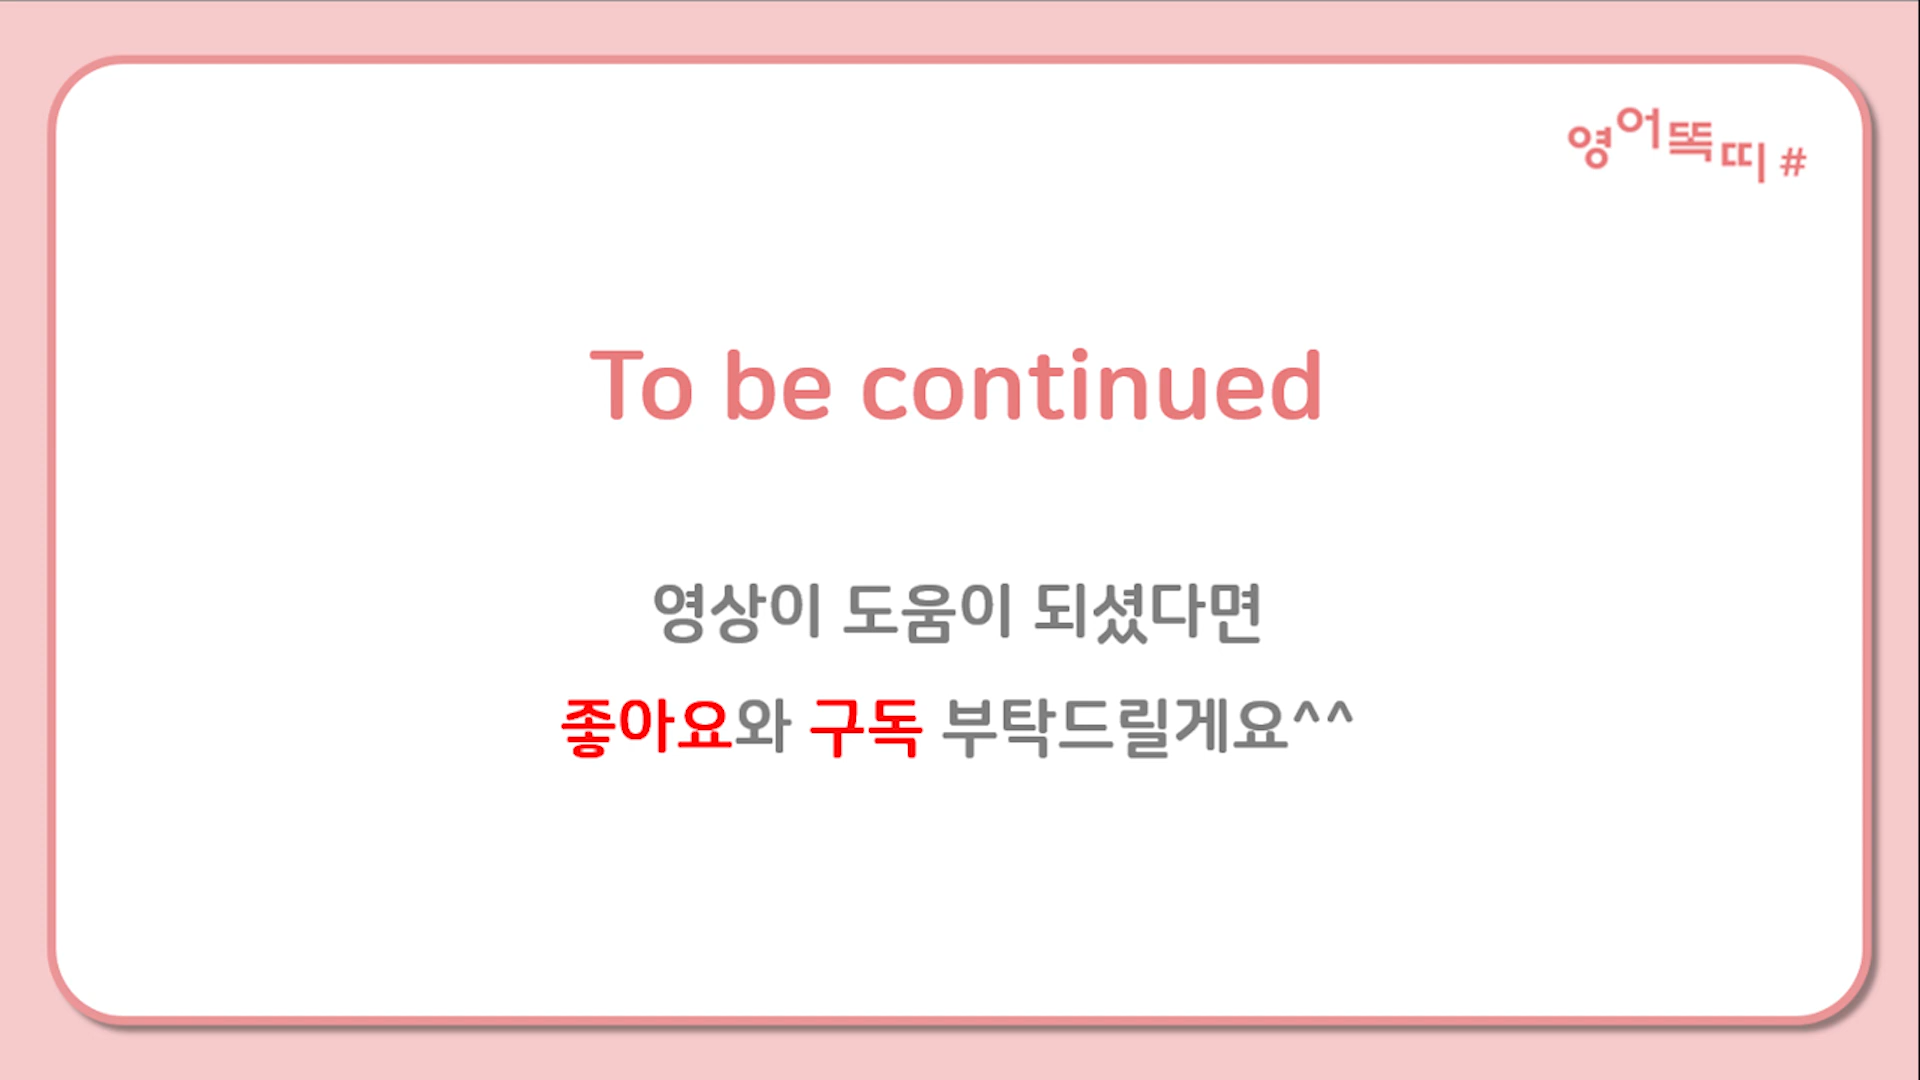 영어똑띠 #
To be continued
영상이 도움이 되셨다면
좋아요와 구독 부탁드릴게요^^